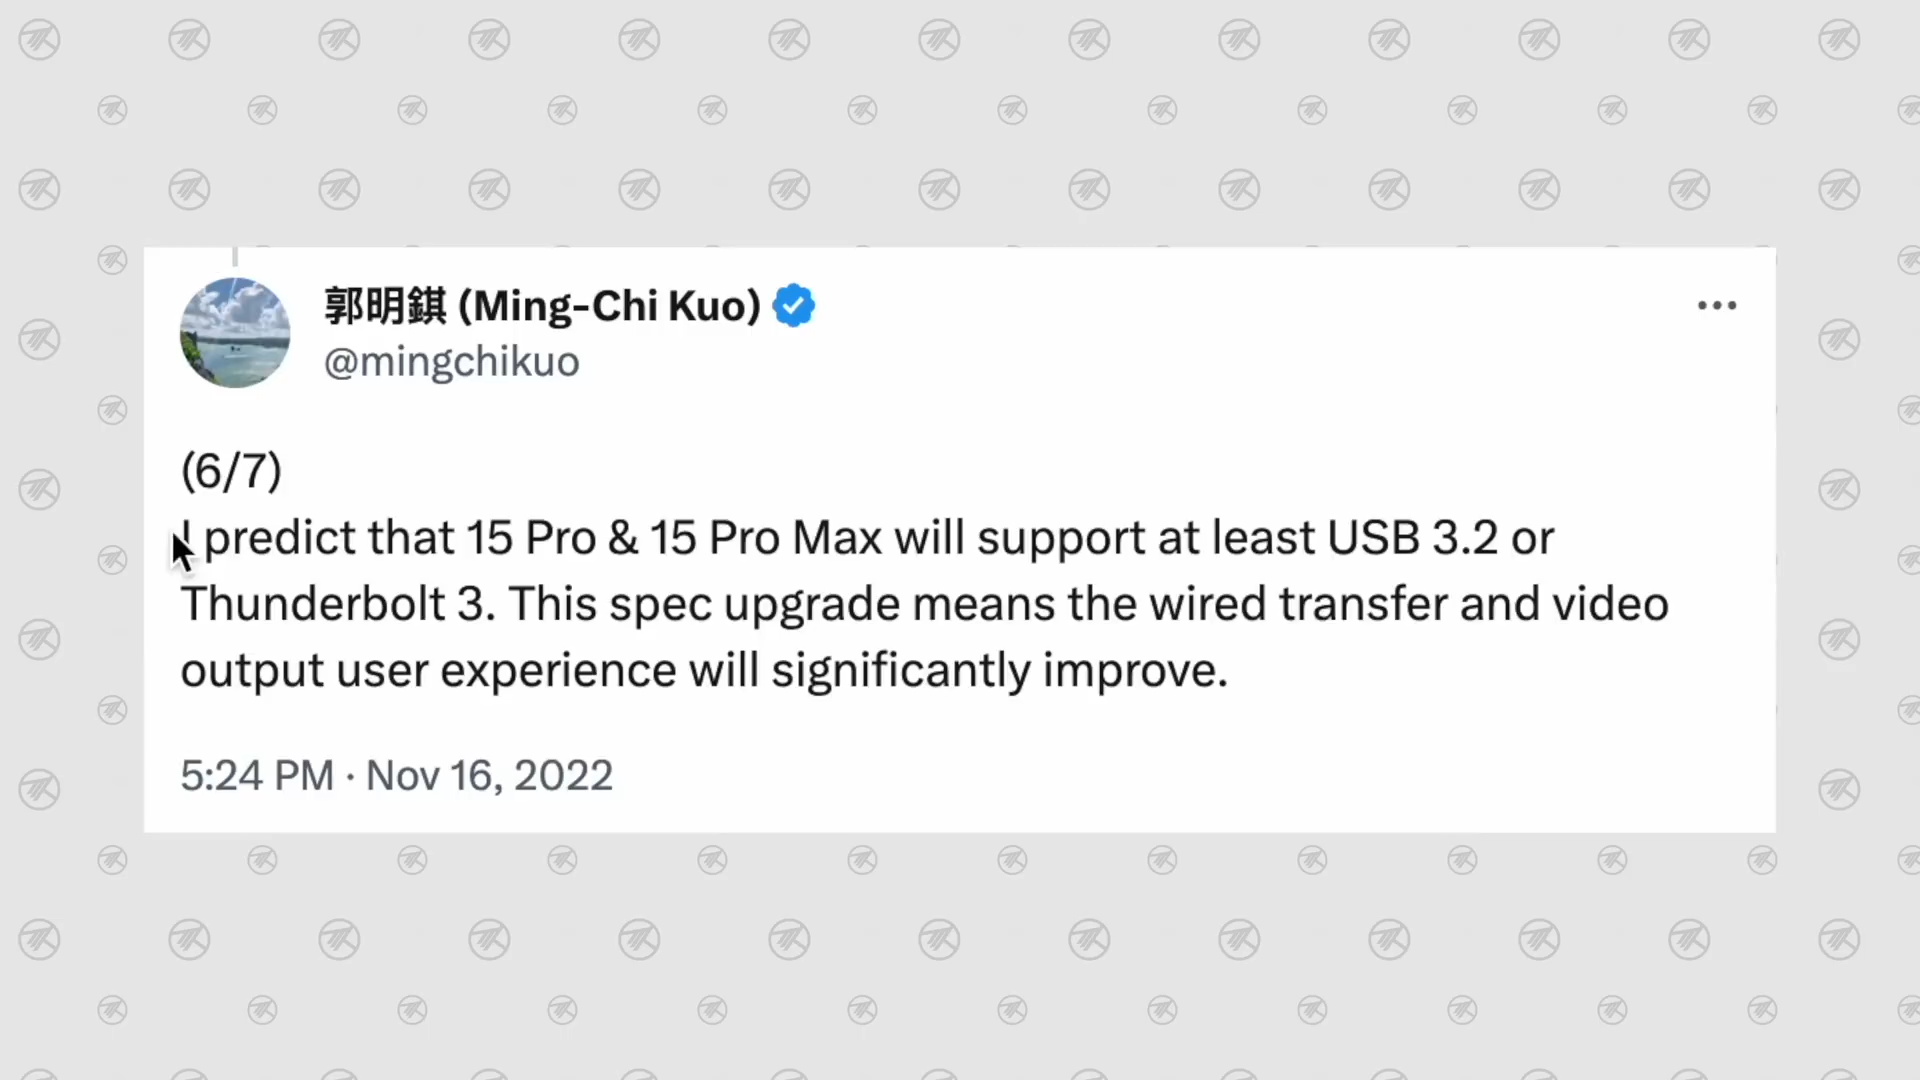 郭明錤 (Ming-Chi Kuo)
@mingchikuo
(6/7)
I predict that 15 Pro & 15 Pro Max will support at least USB 3.2 or
Thunderbolt 3. This spec upgrade means the wired transfer and video
output user experience will significantly improve.
5:24 PM · Nov 16, 2022